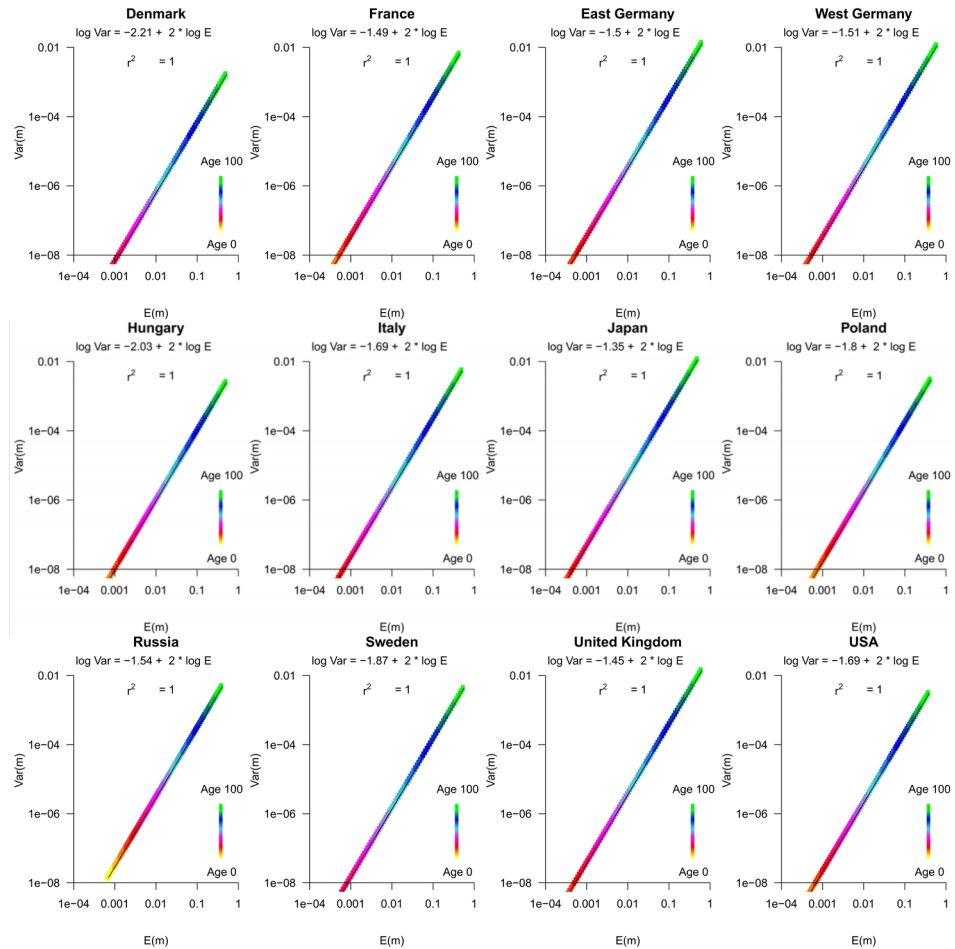 Denmark
log Var = −2.21 + 2 * log E
r² = 1
0.01
1e−04
1e−06
1e−08
Var(m)
Age 100
Age 0
1e−04 0.001 0.01 0.1 1
E(m)
France
log Var = −1.49 + 2 * log E
r² = 1
0.01
1e−04
1e−06
1e−08
Var(m)
Age 100
Age 0
1e−04 0.001 0.01 0.1 1
E(m)
East Germany
log Var = −1.5 + 2 * log E
r² = 1
0.01
1e−04
1e−06
1e−08
Var(m)
Age 100
Age 0
1e−04 0.001 0.01 0.1 1
E(m)
West Germany
log Var = −1.51 + 2 * log E
r² = 1
0.01
1e−04
1e−06
1e−08
Var(m)
Age 100
Age 0
1e−04 0.001 0.01 0.1 1
E(m)
Hungary
log Var = −2.03 + 2 * log E
r² = 1
0.01
1e−04
1e−06
1e−08
Var(m)
Age 100
Age 0
1e−04 0.001 0.01 0.1 1
E(m)
Italy
log Var = −1.69 + 2 * log E
r² = 1
0.01
1e−04
1e−06
1e−08
Var(m)
Age 100
Age 0
1e−04 0.001 0.01 0.1 1
E(m)
Japan
log Var = −1.35 + 2 * log E
r² = 1
0.01
1e−04
1e−06
1e−08
Var(m)
Age 100
Age 0
1e−04 0.001 0.01 0.1 1
E(m)
Poland
log Var = −1.8 + 2 * log E
r² = 1
0.01
1e−04
1e−06
1e−08
Var(m)
Age 100
Age 0
1e−04 0.001 0.01 0.1 1
E(m)
Russia
log Var = −1.54 + 2 * log E
r² = 1
0.01
1e−04
1e−06
1e−08
Var(m)
Age 100
Age 0
1e−04 0.001 0.01 0.1 1
E(m)
Sweden
log Var = −1.87 + 2 * log E
r² = 1
0.01
1e−04
1e−06
1e−08
Var(m)
Age 100
Age 0
1e−04 0.001 0.01 0.1 1
E(m)
United Kingdom
log Var = −1.45 + 2 * log E
r² = 1
0.01
1e−04
1e−06
1e−08
Var(m)
Age 100
Age 0
1e−04 0.001 0.01 0.1 1
E(m)
USA
log Var = −1.69 + 2 * log E
r² = 1
0.01
1e−04
1e−06
1e−08
Var(m)
Age 100
Age 0
1e−04 0.001 0.01 0.1 1
E(m)